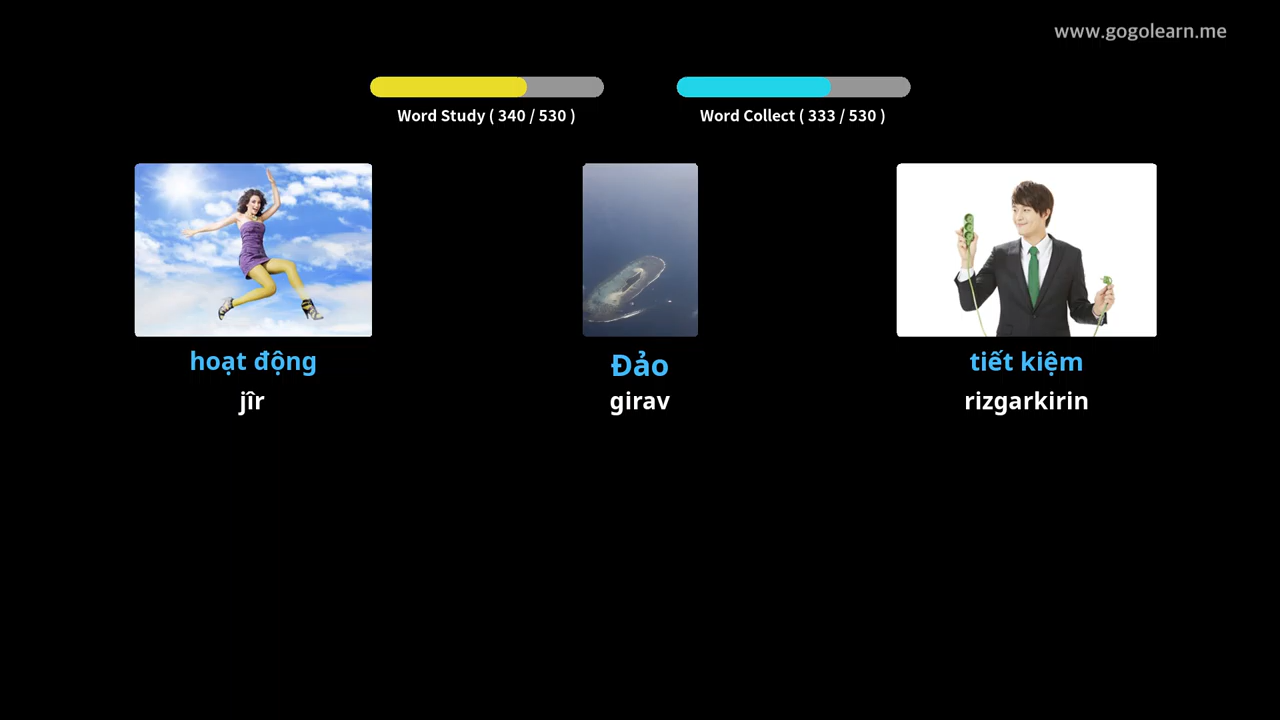 www.gogolearn.me
Word Study ( 340 / 530 )
Word Collect ( 333 / 530 )
hoạt động
jîr
Đảo
girav
tiết kiệm
rizgarkirin